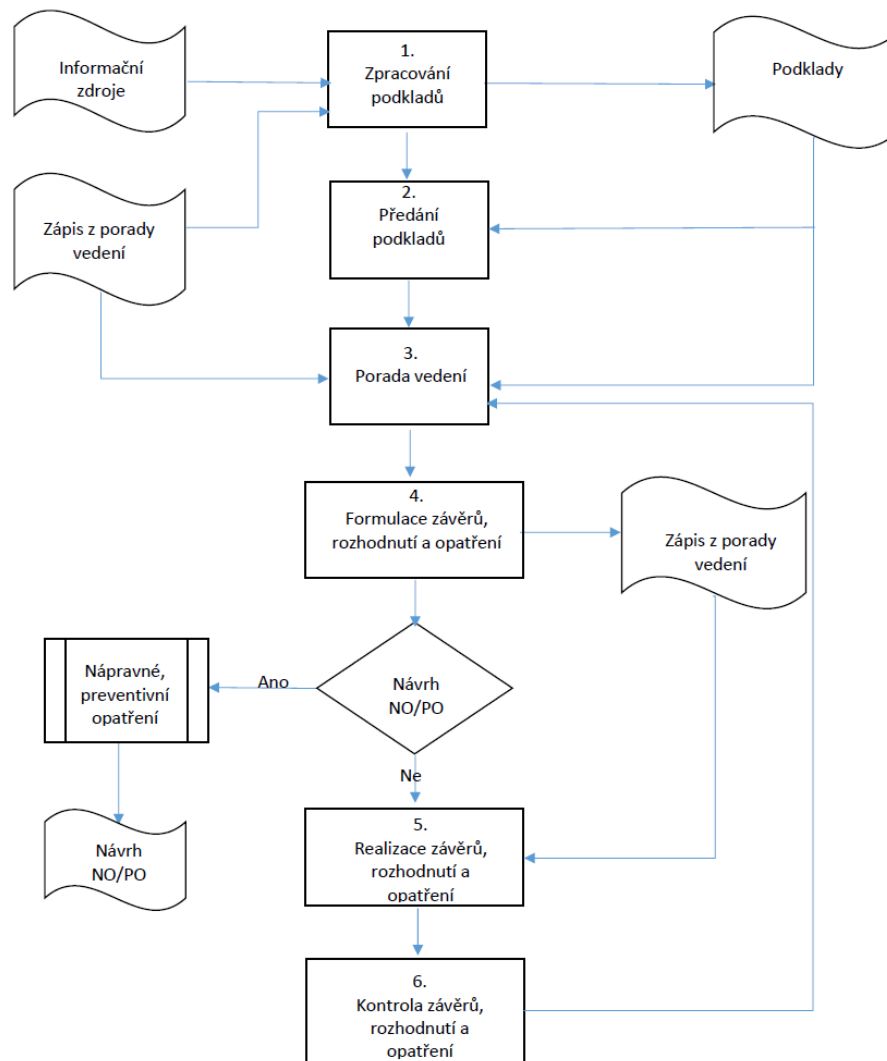 Informační
zdroje
1.
Zpracování
podkladů
Podklady
Zápis z porady
vedení
2.
Předání
podkladů
3.
Porada vedení
4.
Formulace závěrů,
rozhodnutí a opatření
Zápis z porady
vedení
Nápravné,
preventivní
opatření
Ano
Návrh
NO/PO
Ne
Návrh
NO/PO
5.
Realizace závěrů,
rozhodnutí a
opatření
6.
Kontrola závěrů,
rozhodnutí a
opatření